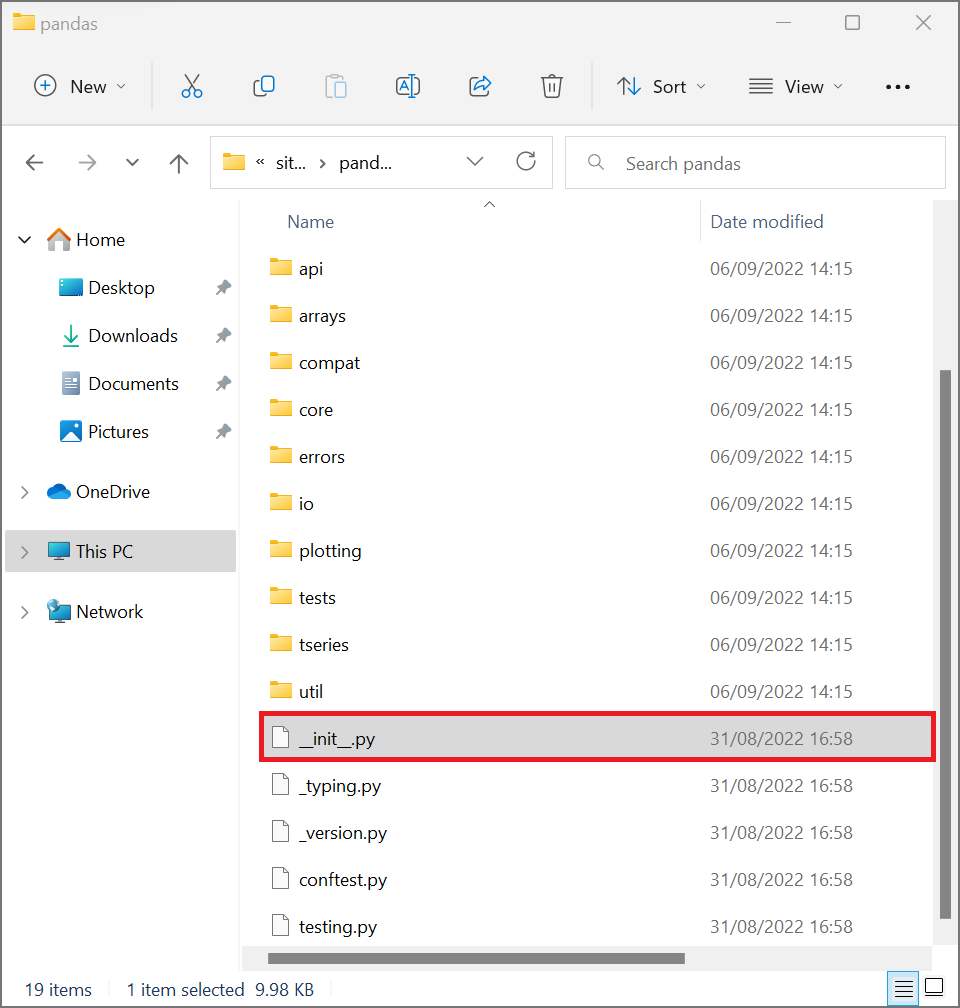 pandas
New Sort View
« sit... › pand... Search pandas
Name Date modified
Home
Desktop
Downloads
Documents
Pictures
OneDrive
This PC
Network
api 06/09/2022 14:15
arrays 06/09/2022 14:15
compat 06/09/2022 14:15
core 06/09/2022 14:15
errors 06/09/2022 14:15
io 06/09/2022 14:15
plotting 06/09/2022 14:15
tests 06/09/2022 14:15
tseries 06/09/2022 14:15
util 06/09/2022 14:15
__init__.py 31/08/2022 16:58
_typing.py 31/08/2022 16:58
_version.py 31/08/2022 16:58
conftest.py 31/08/2022 16:58
testing.py 31/08/2022 16:58
19 items 1 item selected 9.98 KB